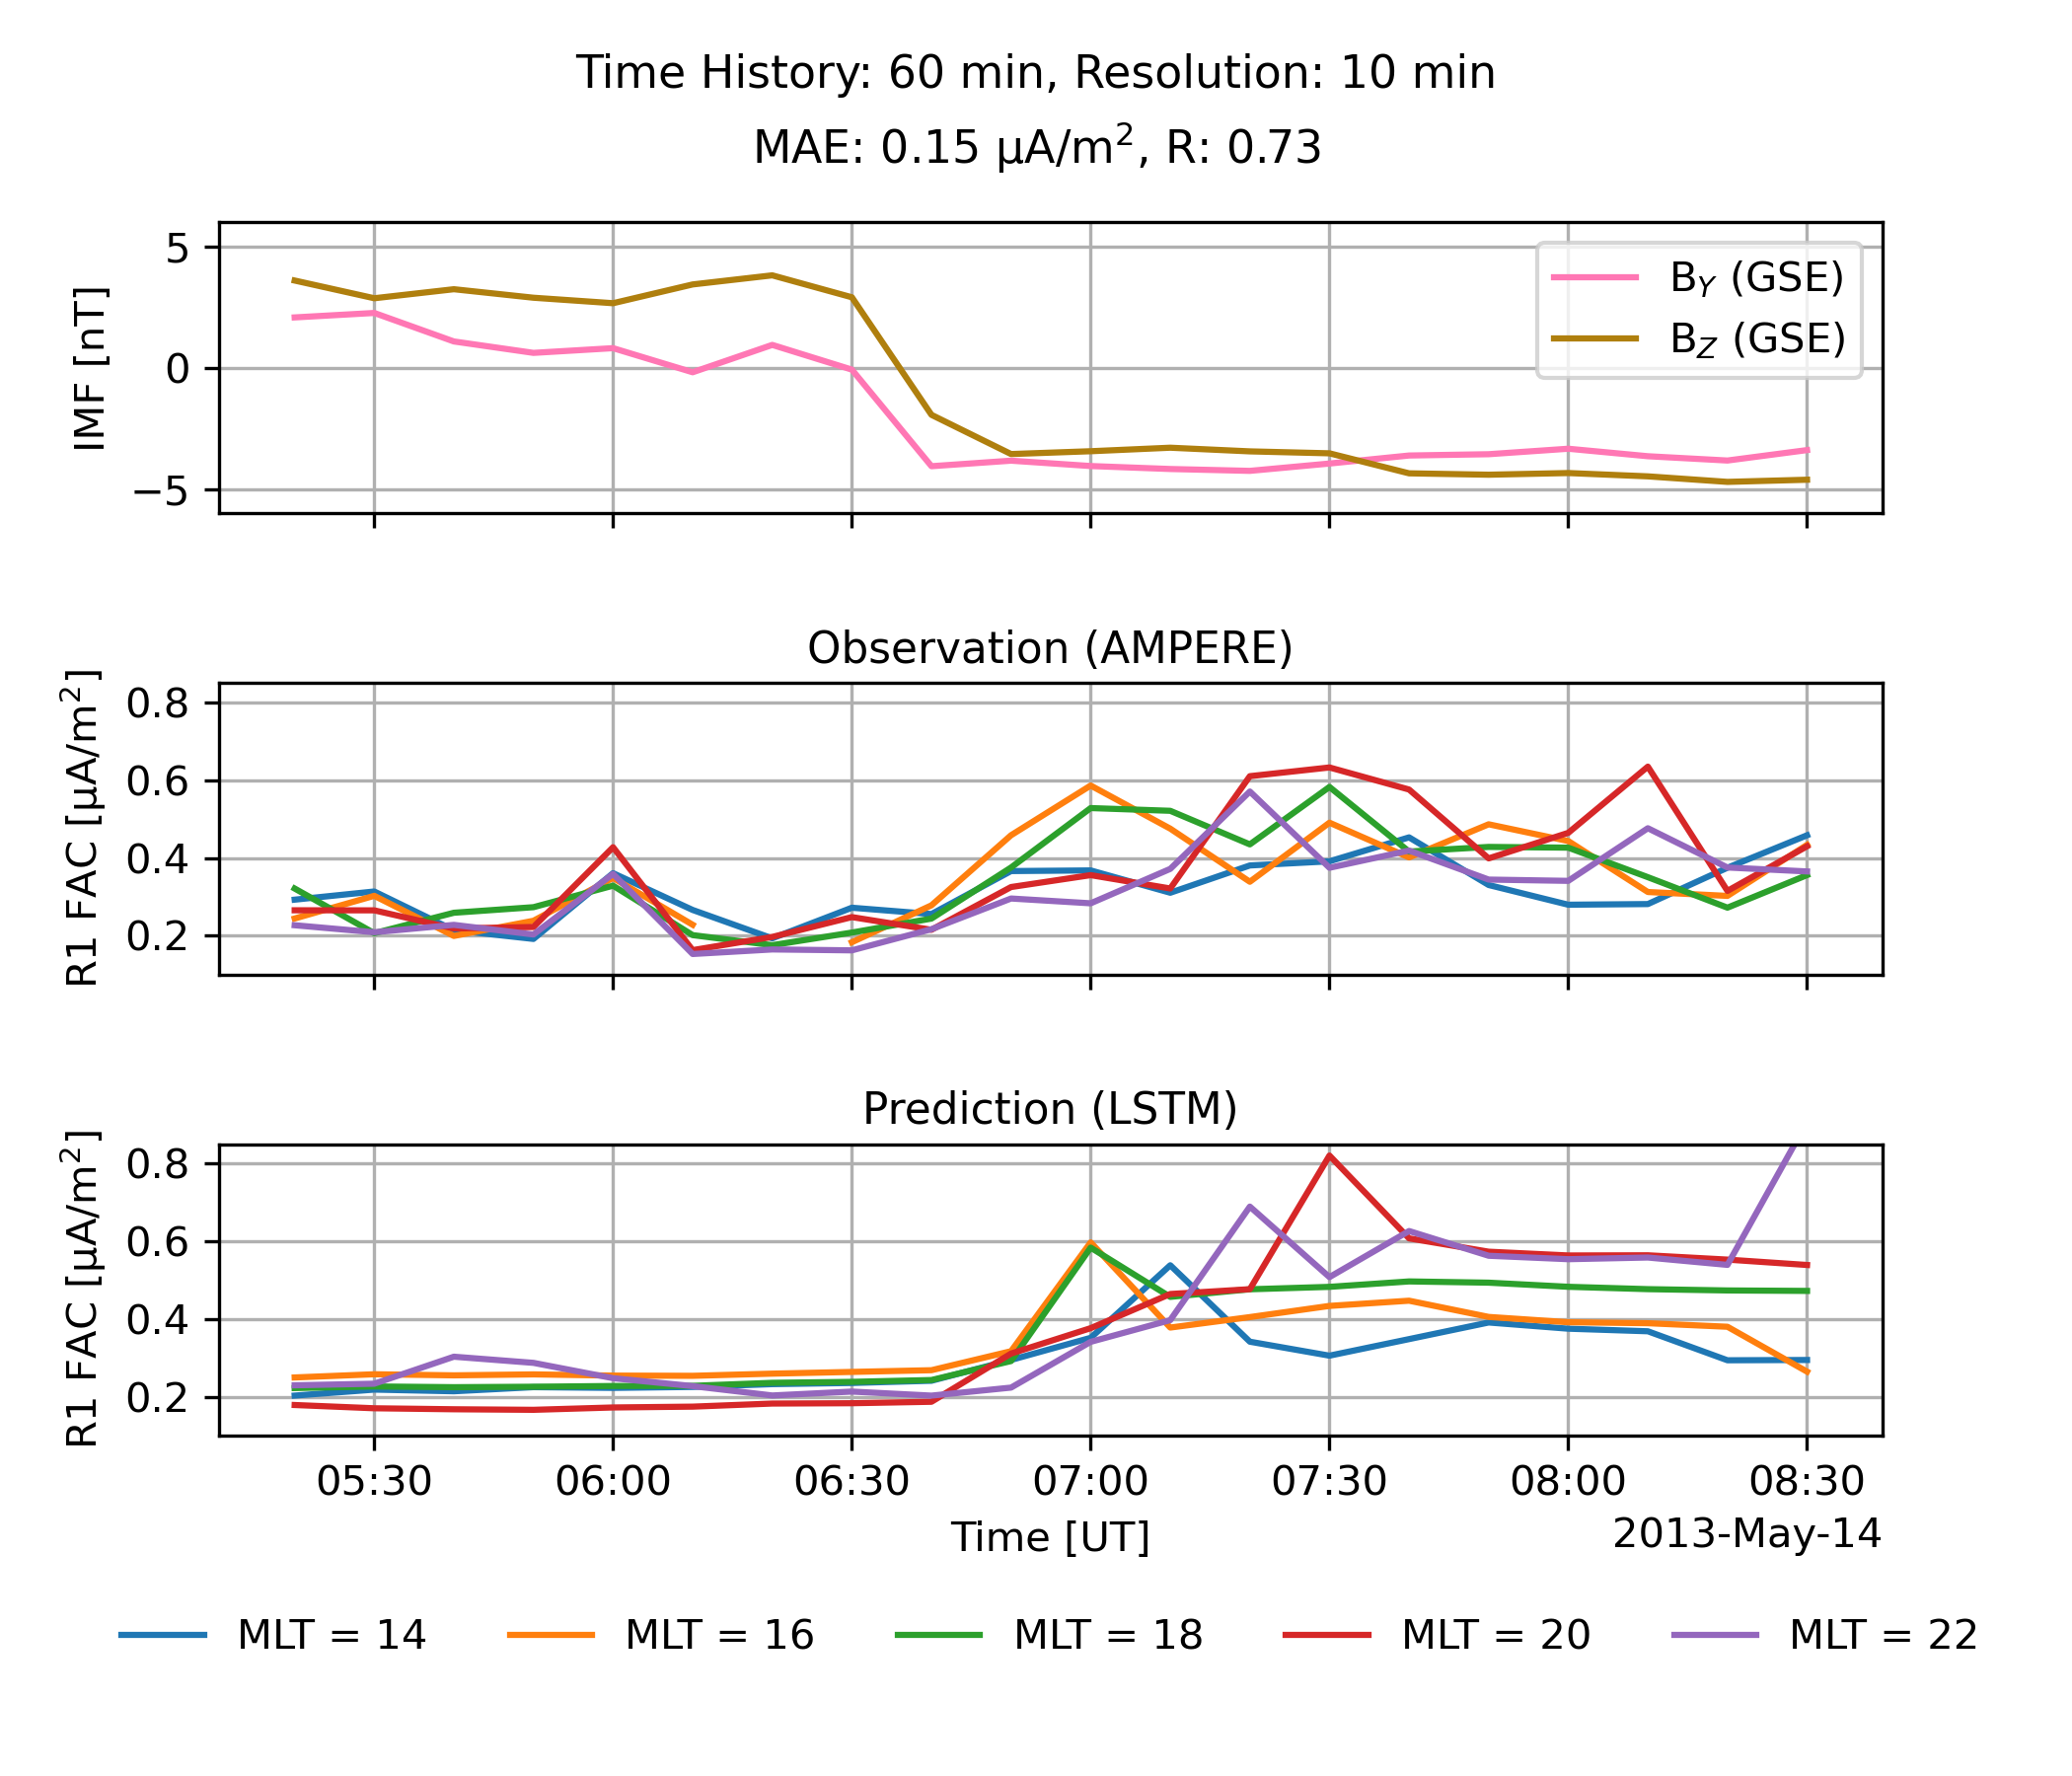 Time History: 60 min, Resolution: 10 min
MAE: 0.15 µA/m², R: 0.73
IMF [nT]
5
0
−5
B_Y (GSE)
B_Z (GSE)
Observation (AMPERE)
R1 FAC [µA/m²]
0.8
0.6
0.4
0.2
Prediction (LSTM)
R1 FAC [µA/m²]
0.8
0.6
0.4
0.2
05:30 06:00 06:30 07:00 07:30 08:00 08:30
Time [UT]
2013-May-14
MLT = 14 MLT = 16 MLT = 18 MLT = 20 MLT = 22